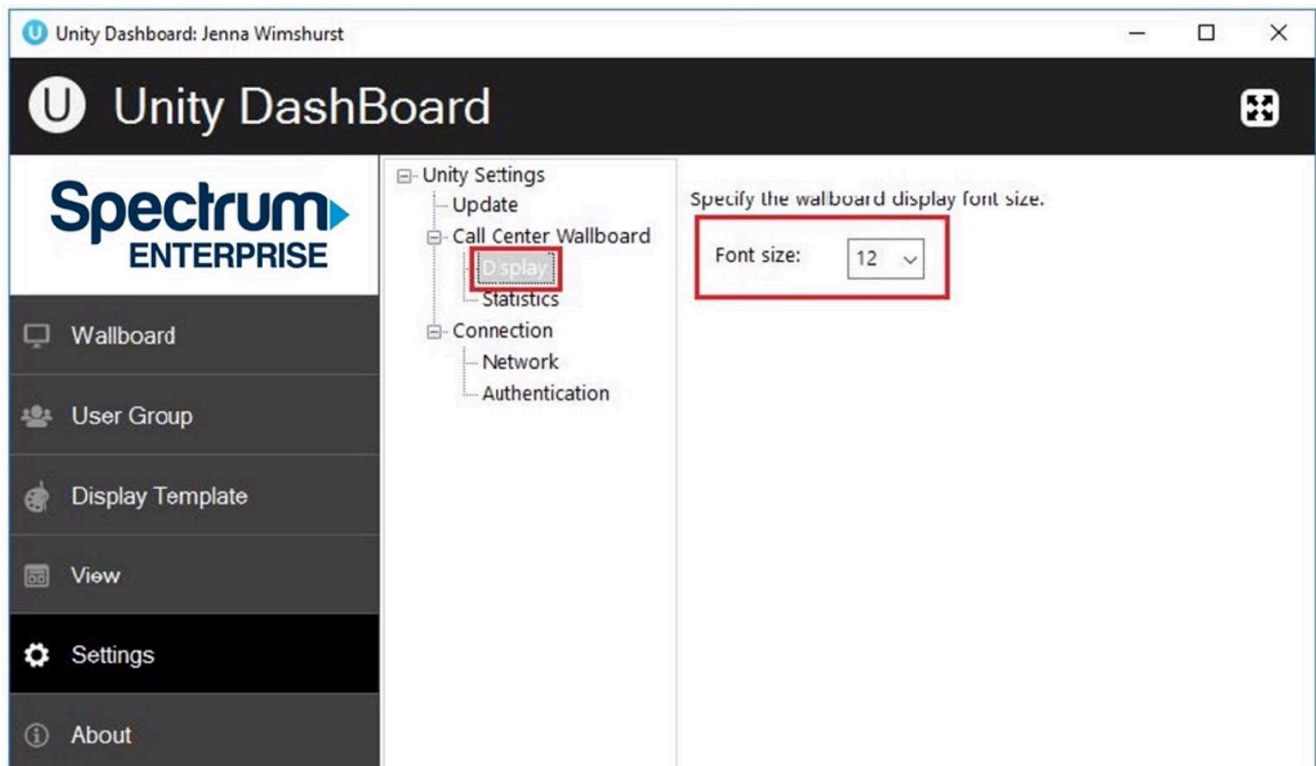 Unity Dashboard: Jenna Wimshurst
U Unity DashBoard
Spectrum
ENTERPRISE
Wallboard
User Group
Display Template
View
Settings
About
Unity Settings
Update
Call Center Wallboard
Display
Statistics
Connection
Network
Authentication
Specify the wallboard display font size.
Font size: 12